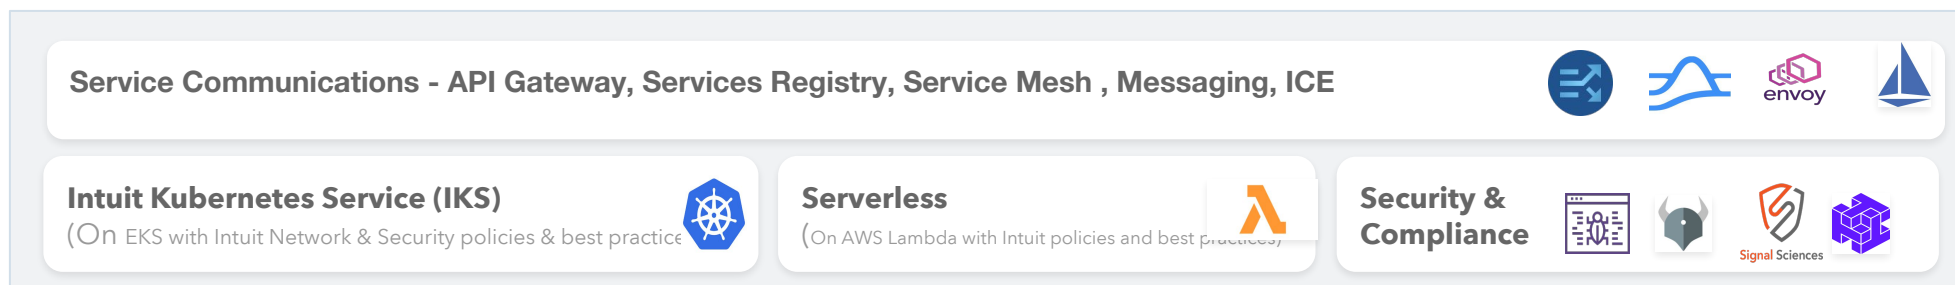 Service Communications - API Gateway, Services Registry, Service Mesh , Messaging, ICE
envoy
Intuit Kubernetes Service (IKS)
(On EKS with Intuit Network & Security policies & best practice
Serverless
(On AWS Lambda with Intuit policies and best practices)
Security &
Compliance
Signal Sciences